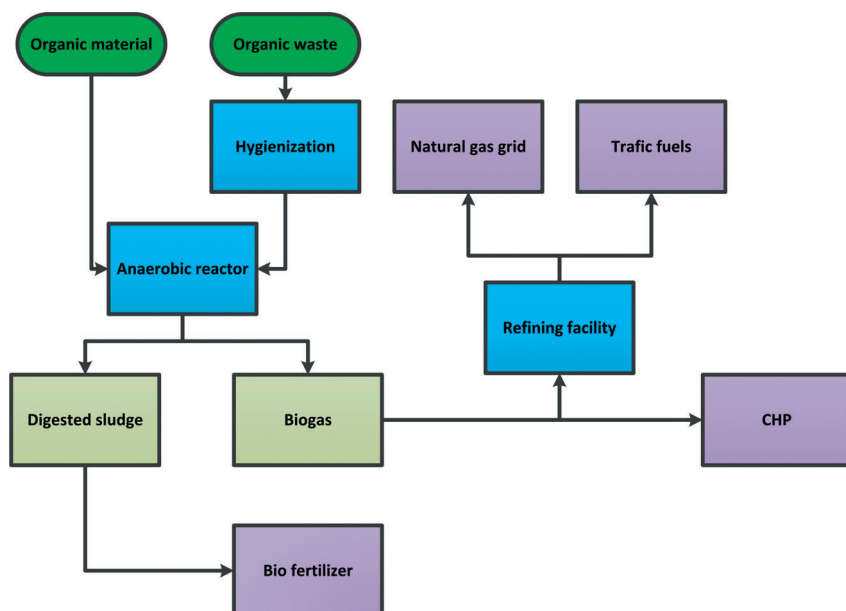 Organic material
Organic waste
Hygienization
Natural gas grid
Trafic fuels
Anaerobic reactor
Refining facility
Digested sludge
Biogas
CHP
Bio fertilizer